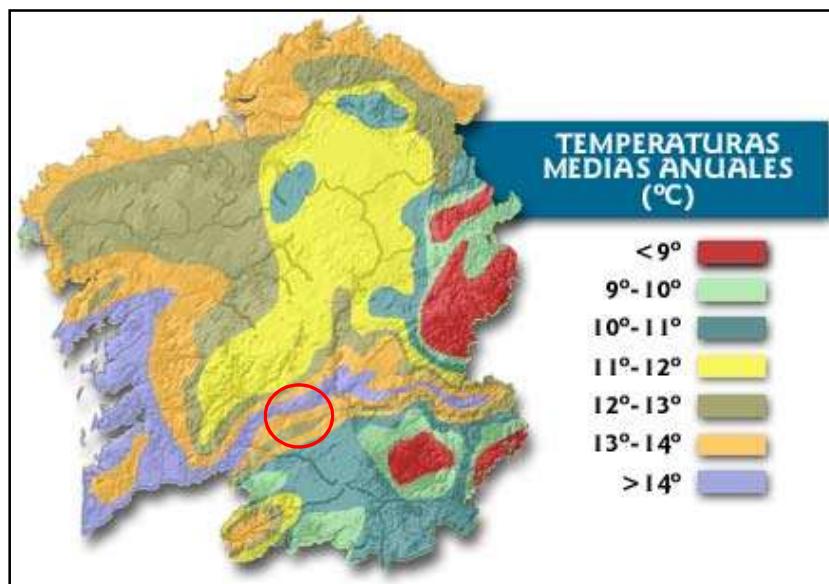 TEMPERATURAS
MEDIAS ANUALES
(ºC)
<9º
9º-10º
10º-11º
11º-12º
12º-13º
13º-14º
>14º